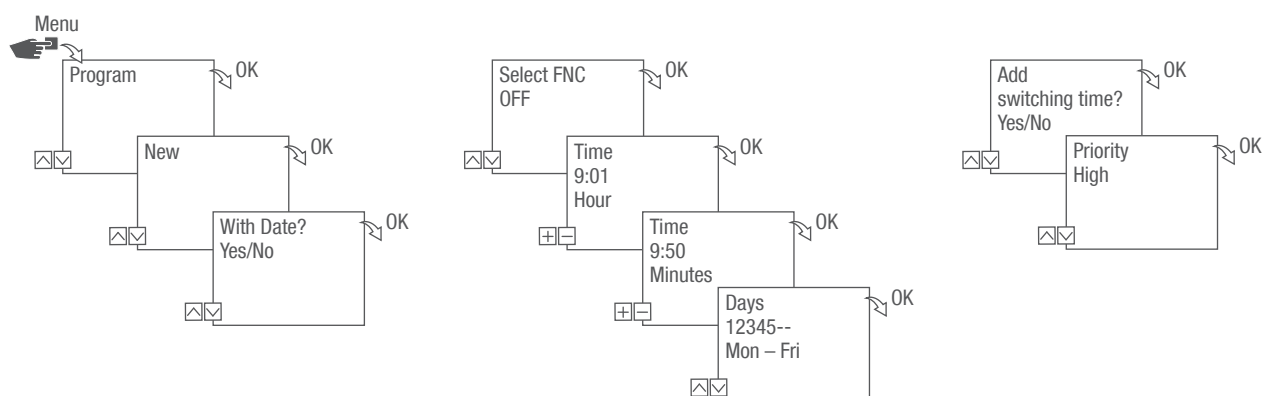 Menu
Program
OK
New
OK
With Date?
Yes/No
OK
Select FNC
OFF
OK
Time
9:01
Hour
OK
Time
9:50
Minutes
OK
Days
12345--
Mon – Fri
OK
Add
switching time?
Yes/No
OK
Priority
High
OK